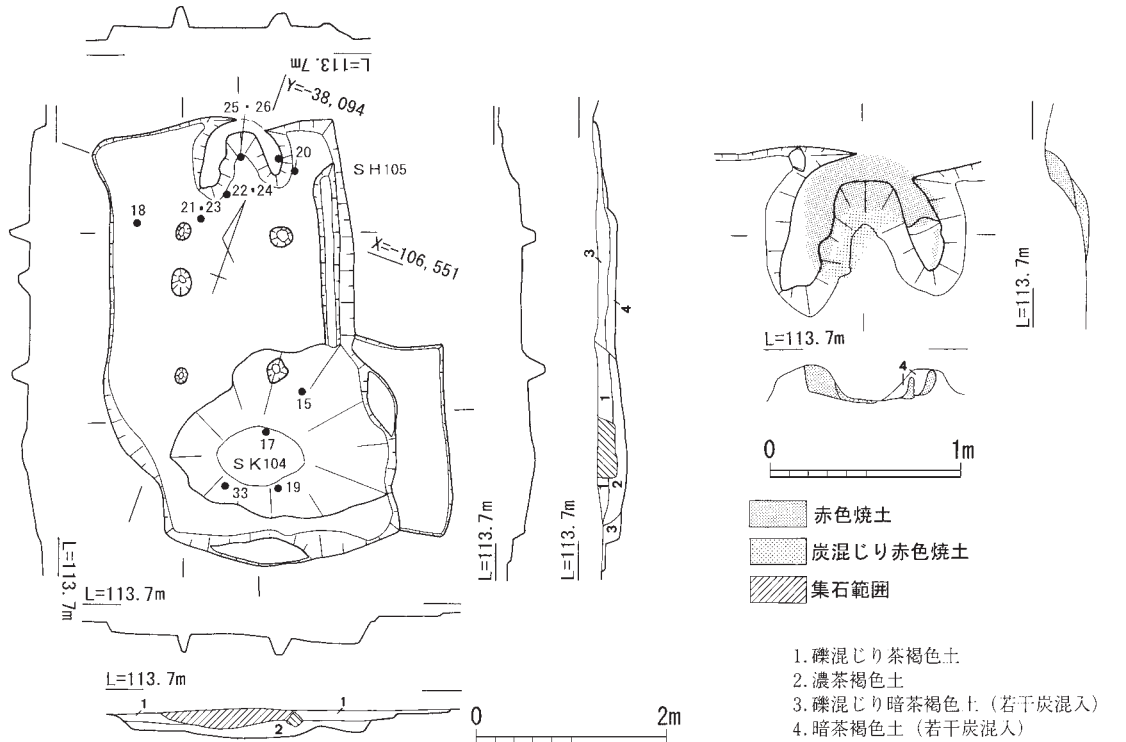 L=113.7m
Y=-38,094
25・26
20
SH105
22・24
21・23
18
X=-106,551
15
17
SK104
33
19
L=113.7m
L=113.7m
L=113.7m
1
2
L=113.7m
3
4
1
1
2
3
L=113.7m
L=113.7m
L=113.7m
4
L=113.7m
1
1
2
0
2m
0
1m
赤色焼土
炭混じり赤色焼土
集石範囲
1.礫混じり茶褐色土
2.濃茶褐色土
3.礫混じり暗茶褐色土（若干炭混入）
4.暗茶褐色土（若干炭混入）